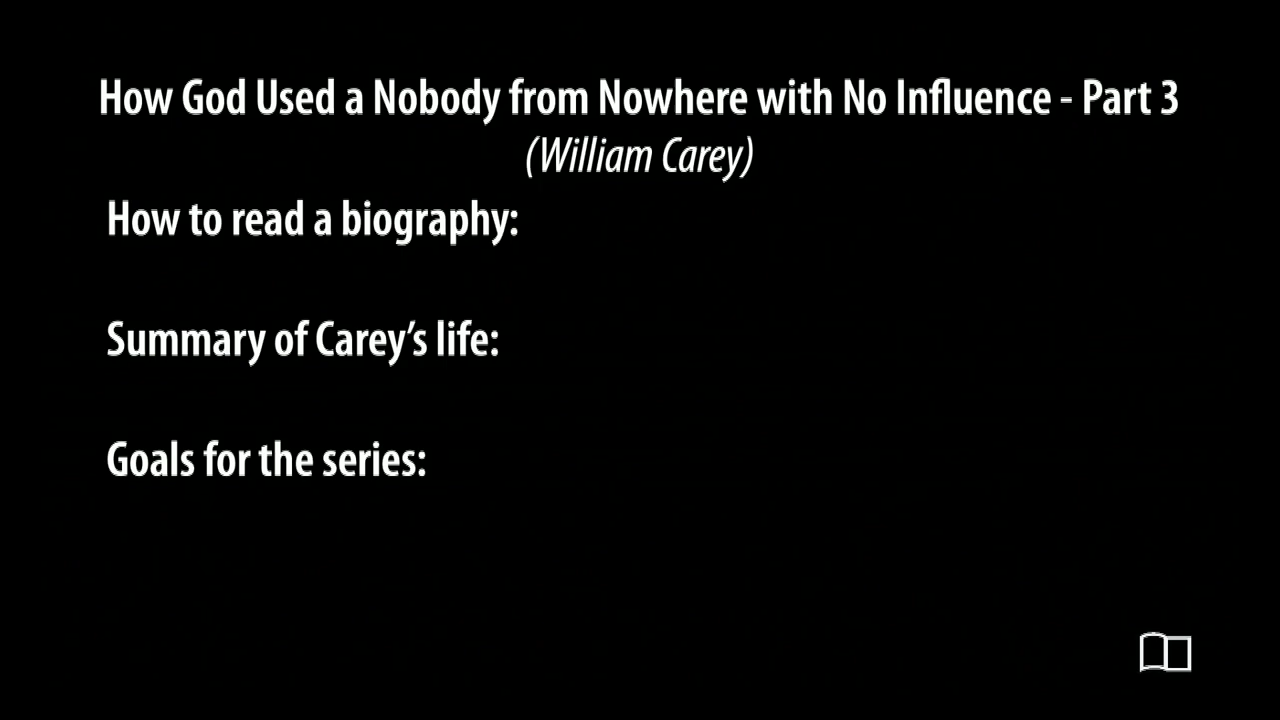 How God Used a Nobody from Nowhere with No Influence - Part 3
(William Carey)
How to read a biography:
Summary of Carey’s life:
Goals for the series: